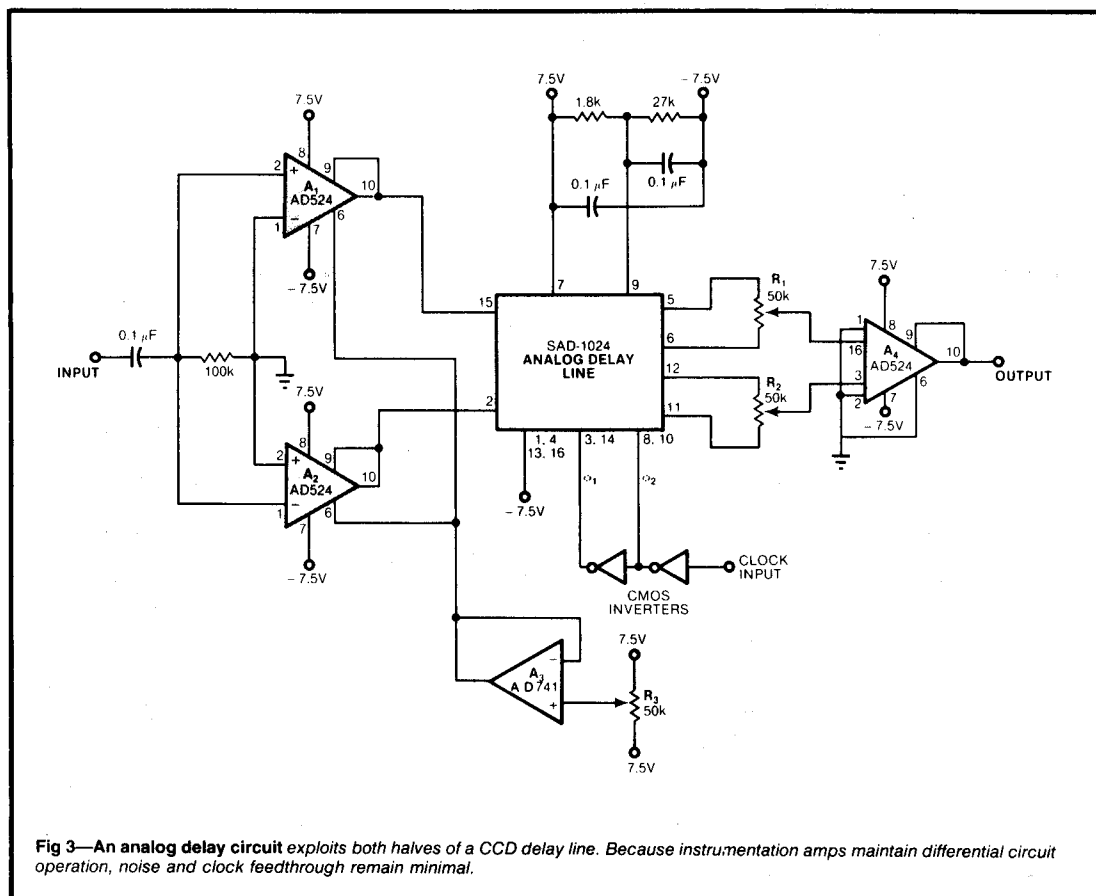 7.5V
- 7.5V
1.8k
27k
7.5V
0.1 μF
0.1 μF
8
2
+
9
A₁
AD524
10
1
−
6
7
- 7.5V
7
9
0.1 μF
INPUT
100k
15
SAD-1024
ANALOG DELAY
LINE
5
6
12
11
R₁
50k
R₂
50k
7.5V
1
8
9
16
A₄
AD524
10
3
6
2
7
- 7.5V
OUTPUT
7.5V
8
2
+
9
A₂
AD524
10
1
−
6
7
- 7.5V
2
1, 4
13, 16
3, 14
8, 10
- 7.5V
Φ₁
Φ₂
CLOCK
INPUT
CMOS
INVERTERS
7.5V
−
A₃
AD741
+
R₃
50k
7.5V
Fig 3—An analog delay circuit exploits both halves of a CCD delay line. Because instrumentation amps maintain differential circuit
operation, noise and clock feedthrough remain minimal.